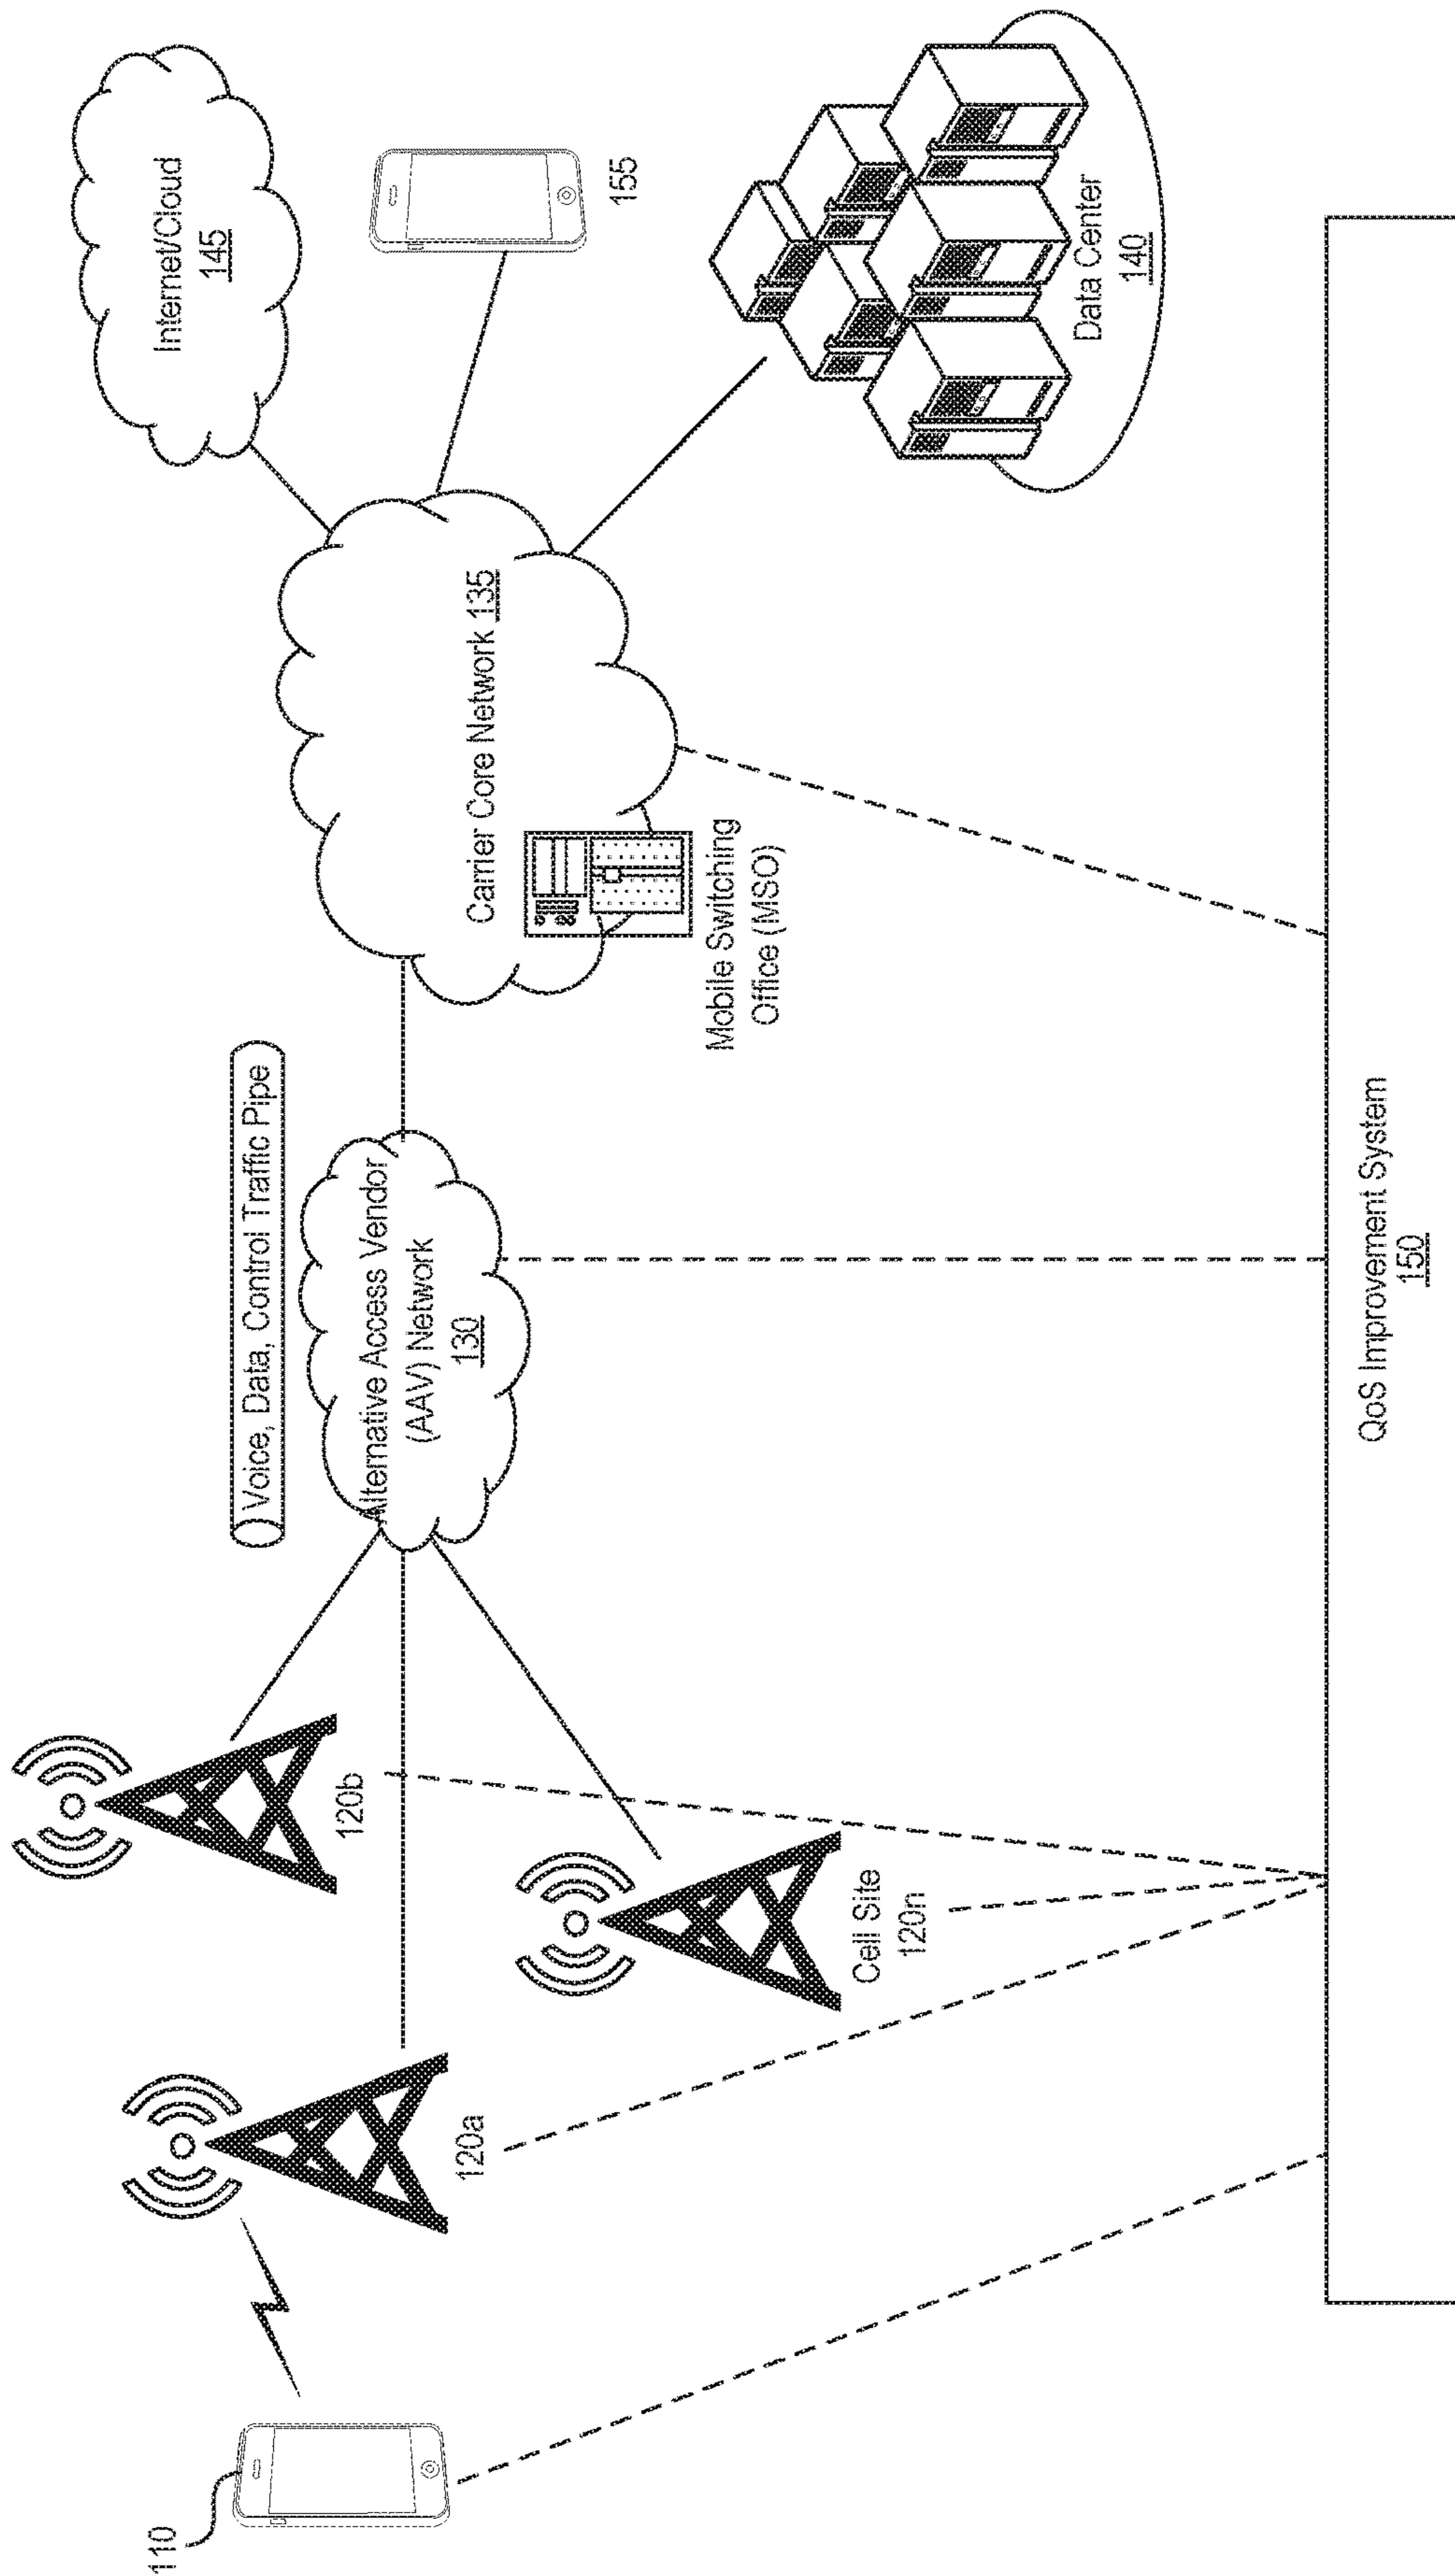 110
120a
120b
Cell Site
120n
Voice, Data, Control Traffic Pipe
Alternative Access Vendor
(AAV) Network
130
Carrier Core Network 135
Mobile Switching
Office (MSO)
Internet/Cloud
145
155
Data Center
140
QoS Improvement System
150